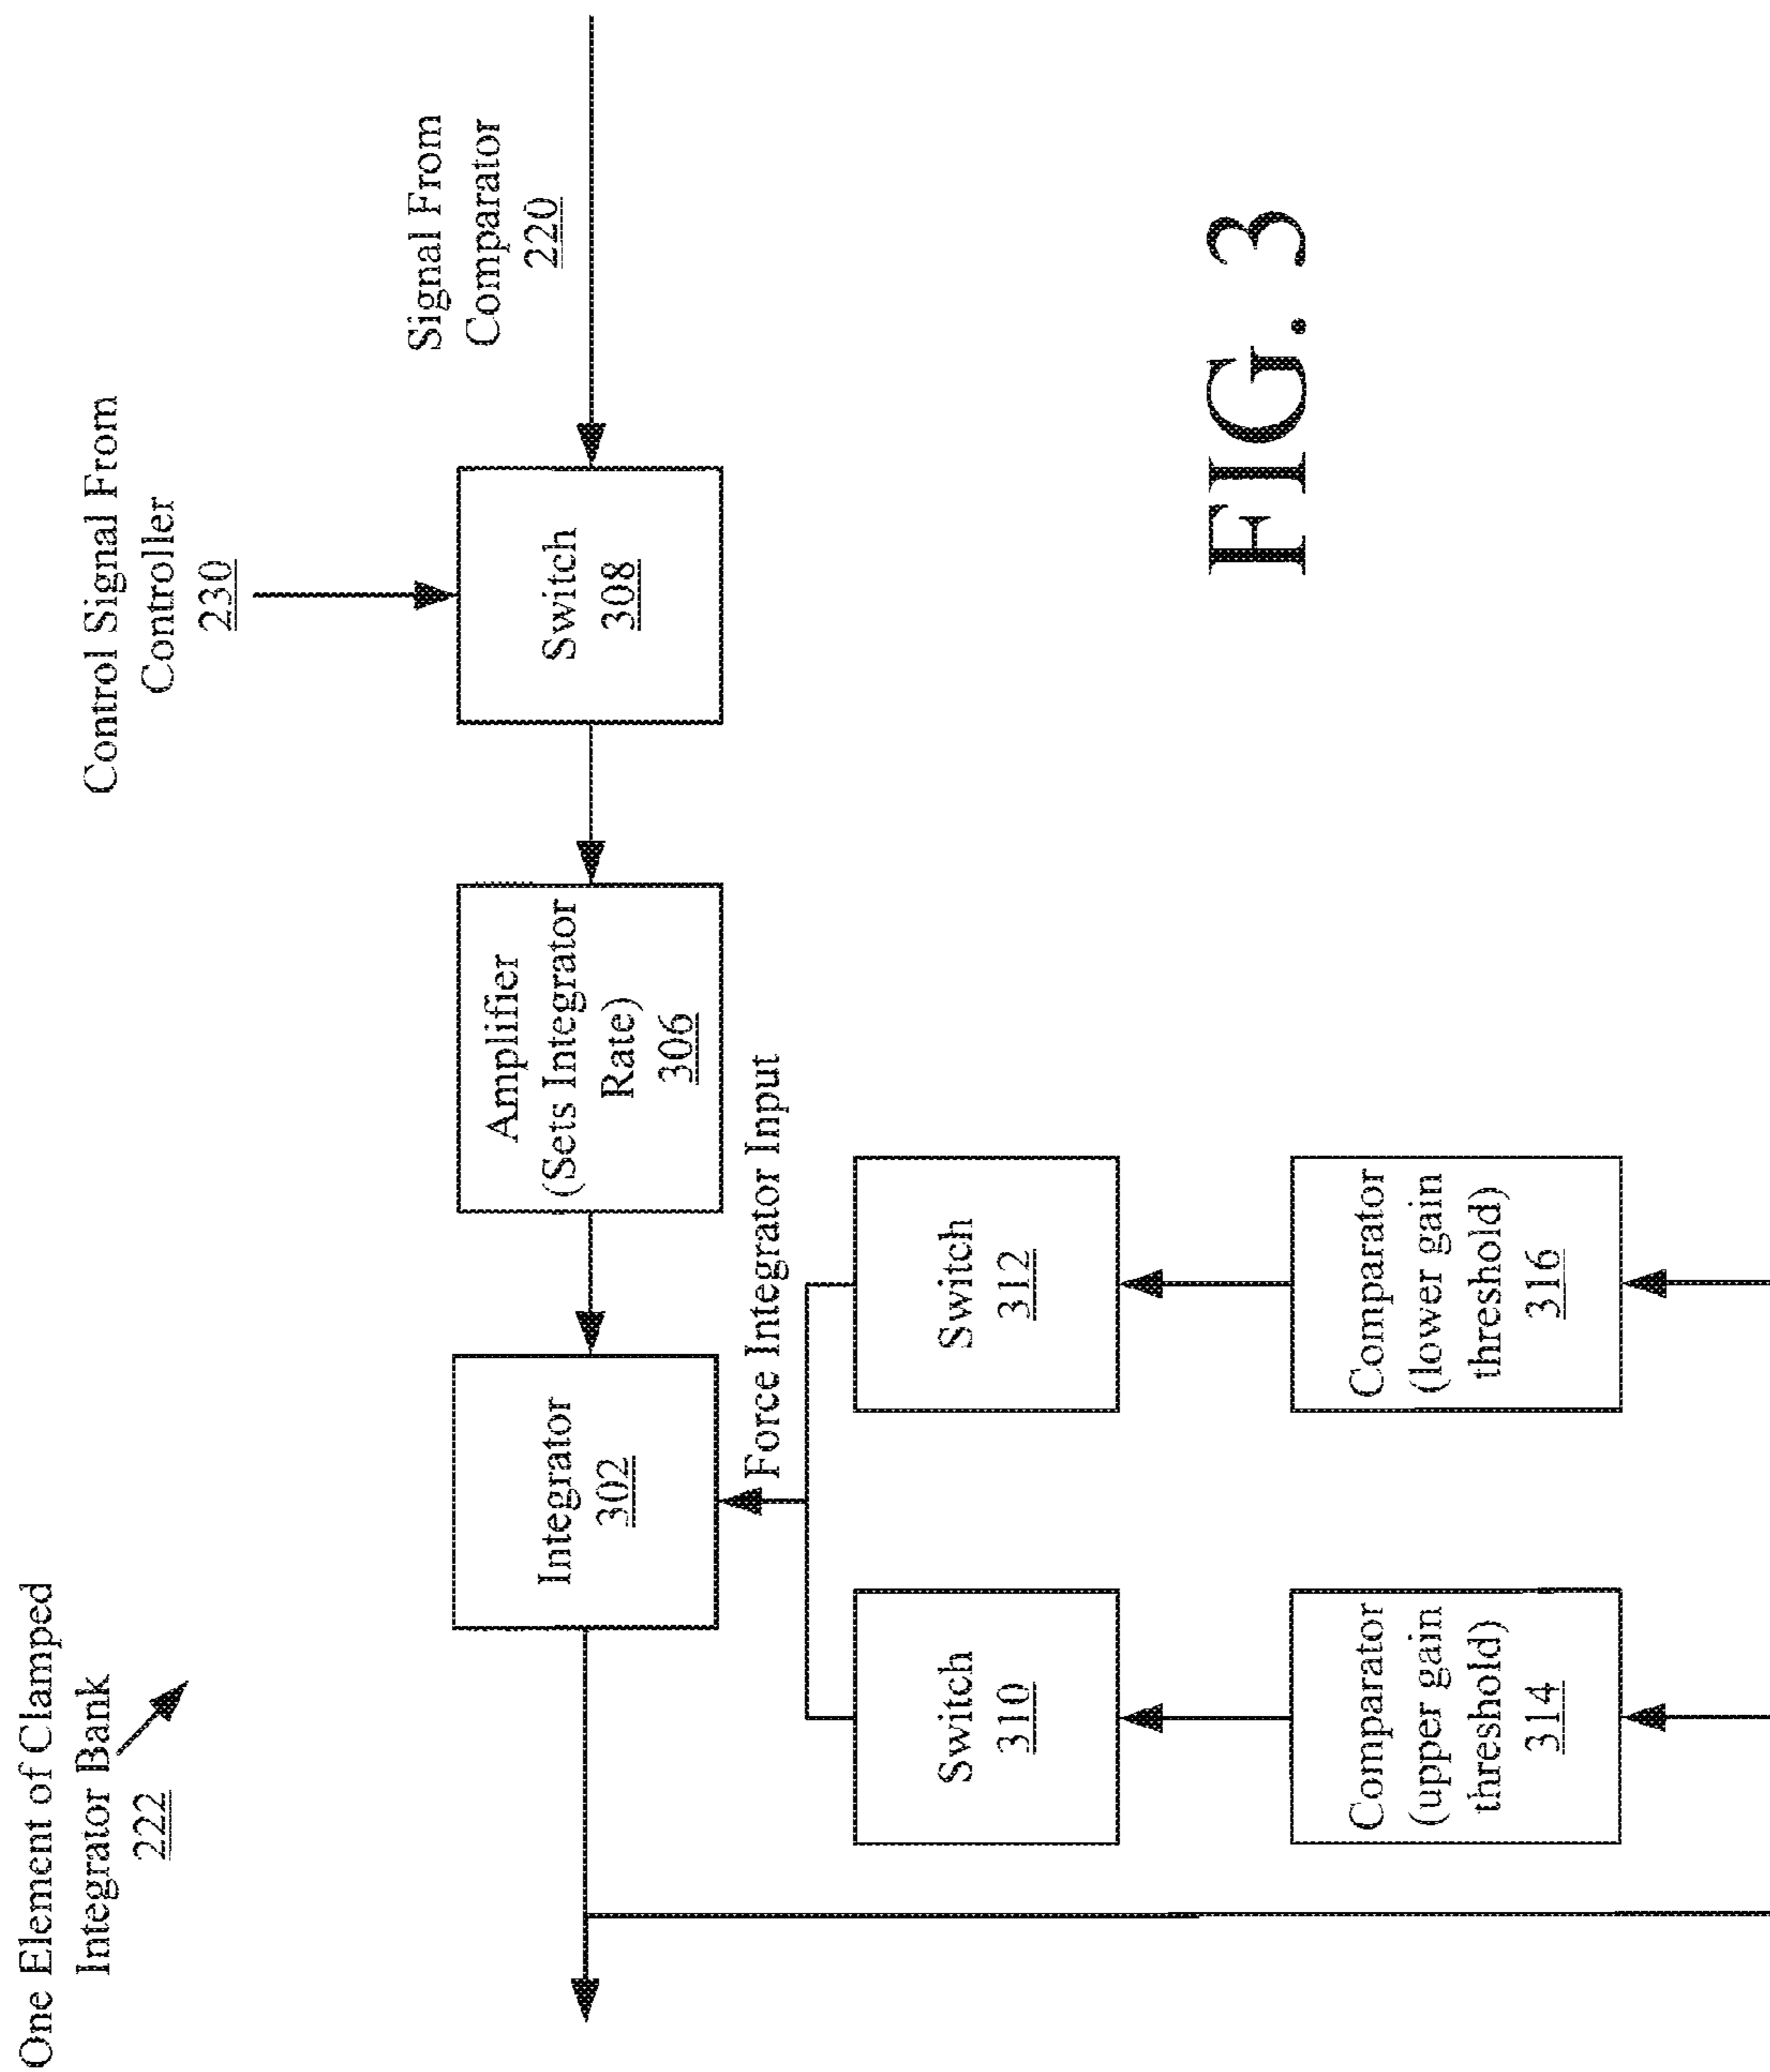 One Element of Clamped
Integrator Bank
222
Control Signal From
Controller
230
Signal From
Comparator
220
Integrator
302
Amplifier
(Sets Integrator
Rate)
306
Switch
308
Force Integrator Input
Switch
310
Switch
312
Comparator
(upper gain
threshold)
314
Comparator
(lower gain
threshold)
316
FIG. 3